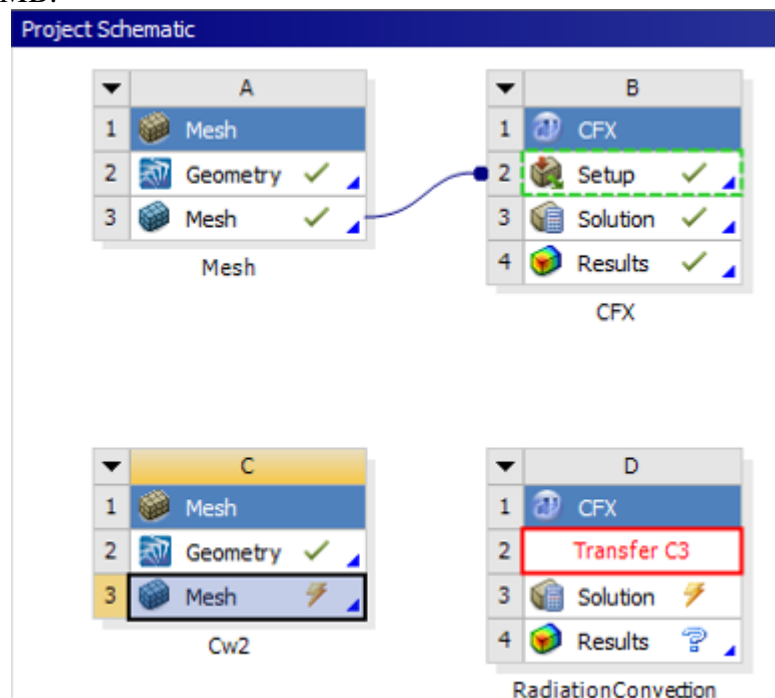 MB.
Project Schematic
A
1 Mesh
2 Geometry
3 Mesh
Mesh
B
1 CFX
2 Setup
3 Solution
4 Results
CFX
C
1 Mesh
2 Geometry
3 Mesh
Cw2
D
1 CFX
2 Transfer C3
3 Solution
4 Results
RadiationConvection